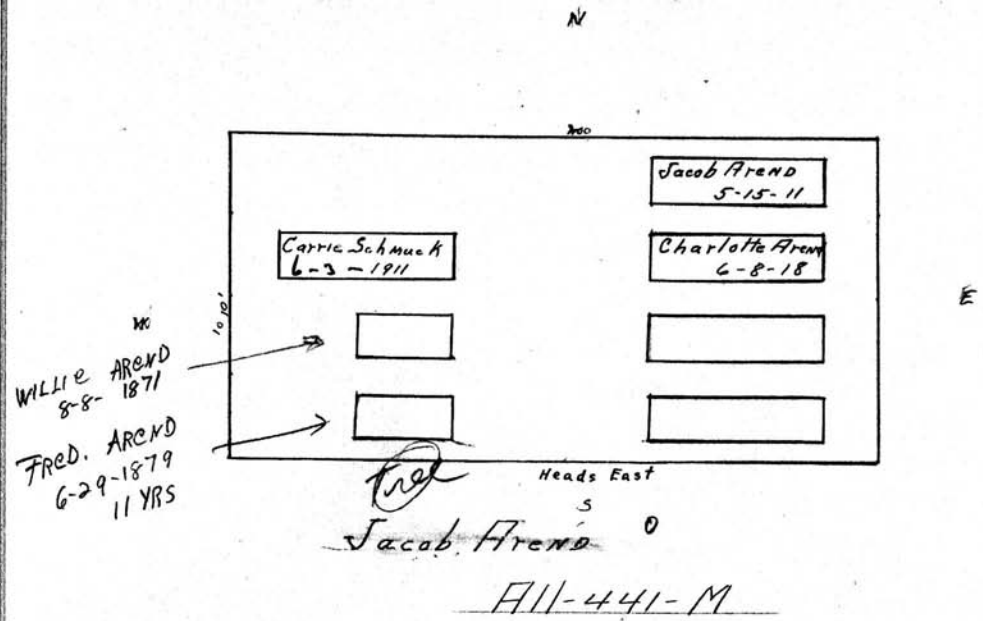 N
Jacob Arend
5-15-11
Carrie Schmuck
6-3-1911
Charlotte Arend
6-8-18
E
10'
WILLIE AREND
8-8-1871
FRED. AREND
6-29-1879
11 YRS
Heads East
S
O
Jacob Arend
A11-441-M